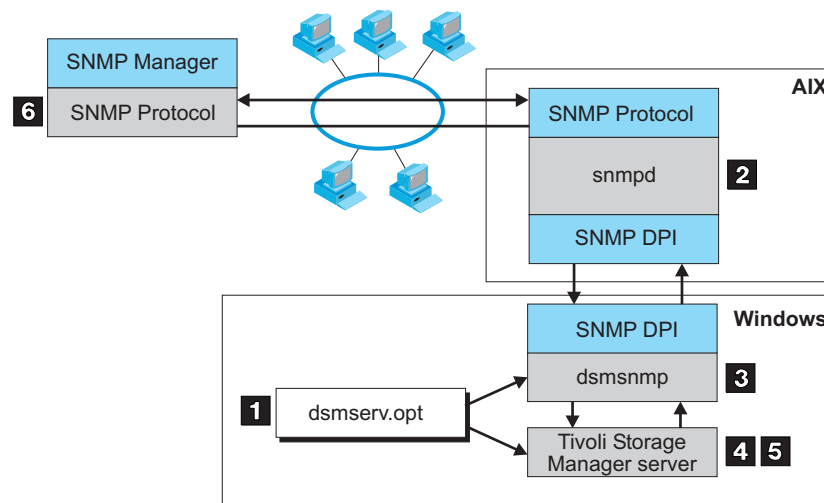 SNMP Manager
6
SNMP Protocol
AIX
SNMP Protocol
snmpd
2
SNMP DPI
Windows
SNMP DPI
dsmsnmp
3
1
dsmserv.opt
Tivoli Storage
Manager server
4 5